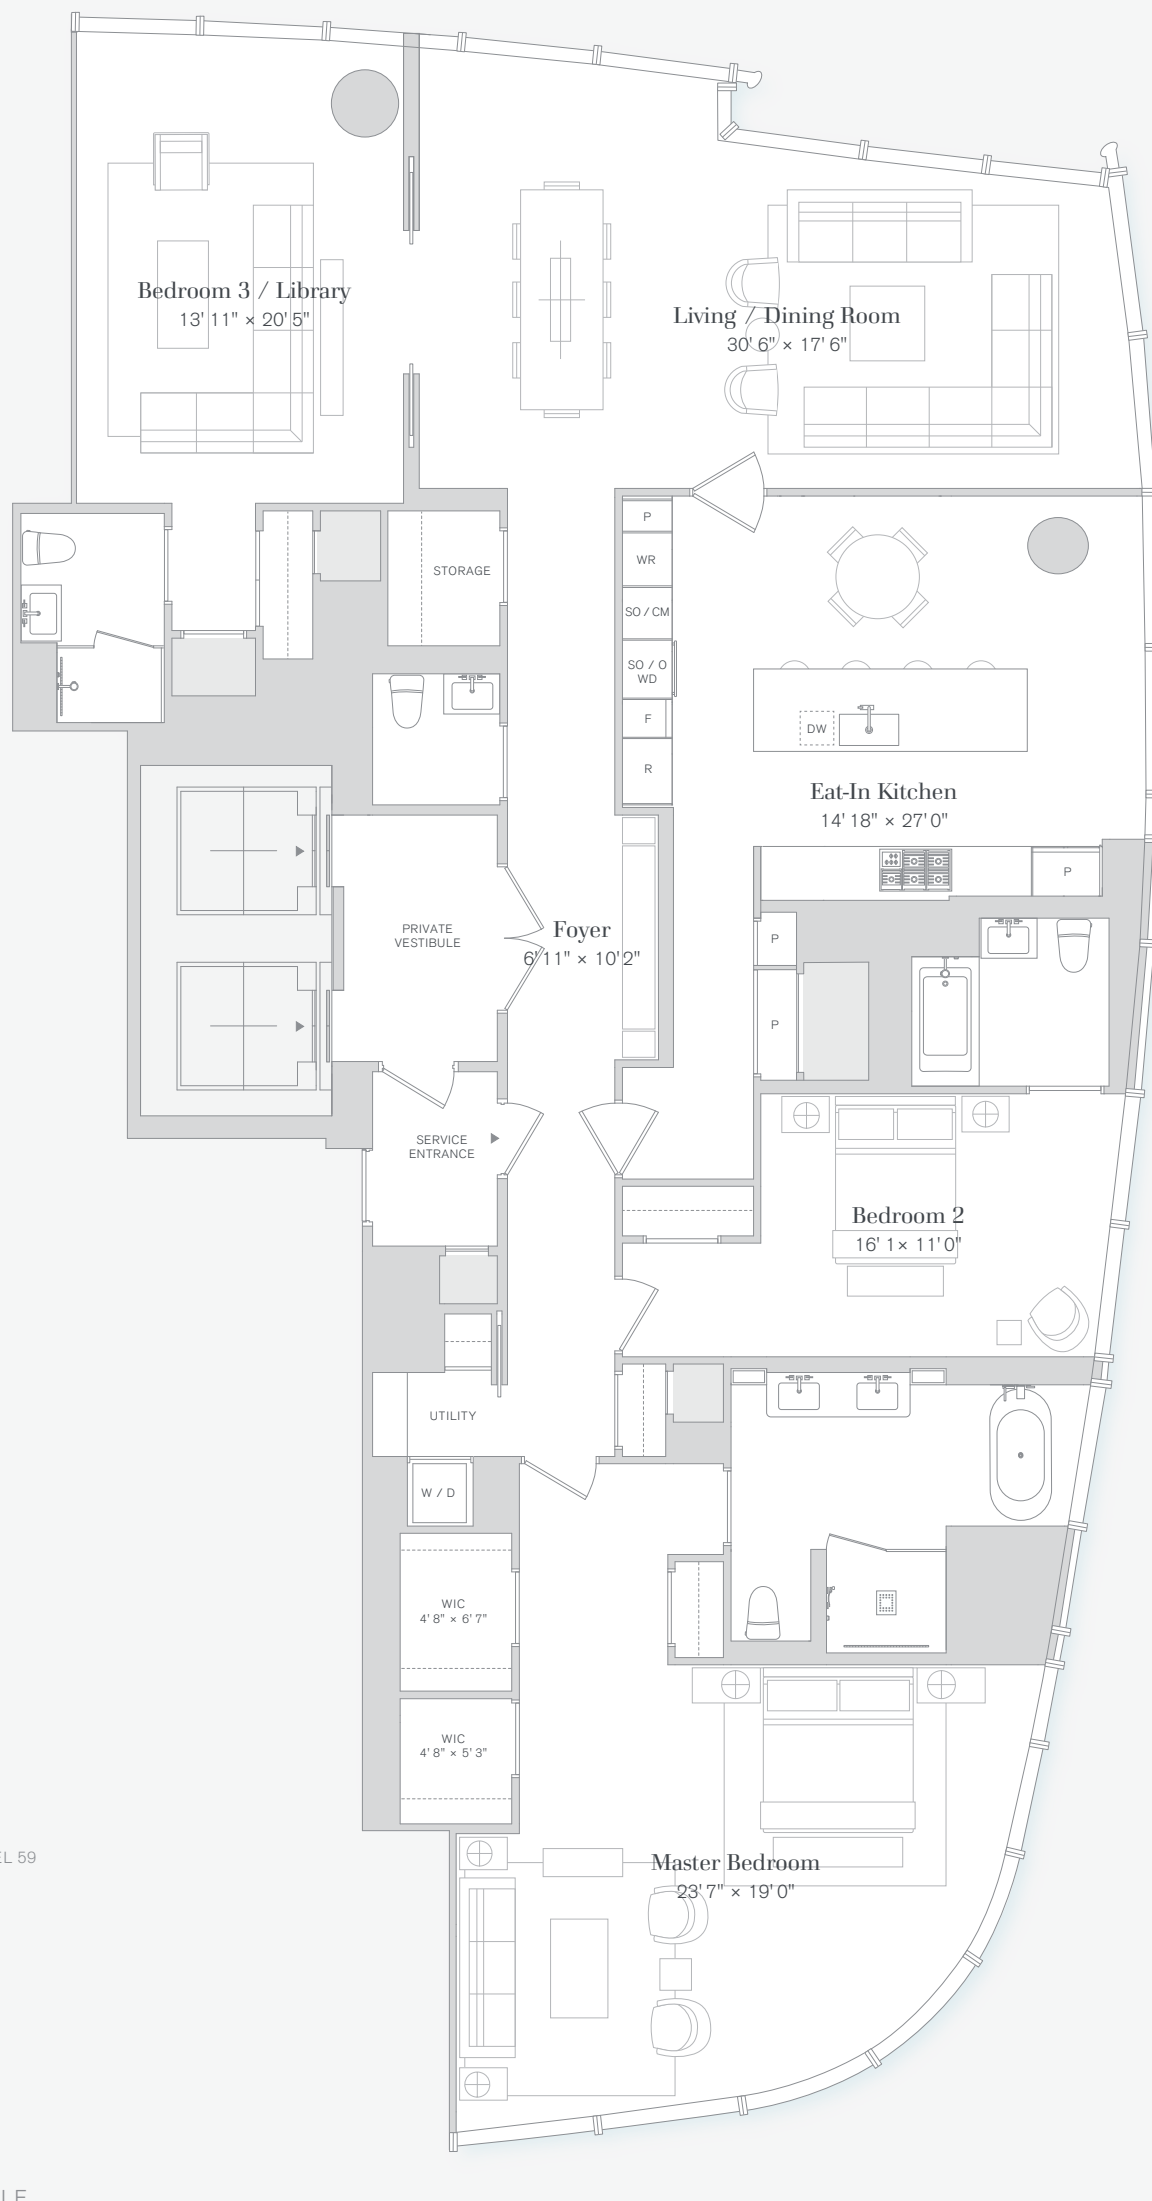 Bedroom 3 / Library
13' 11" × 20' 5"
Living / Dining Room
30' 6" × 17' 6"
P
WR
SO / CM
SO / O
WD
F
R
STORAGE
DW
Eat-In Kitchen
14' 18" × 27' 0"
P
PRIVATE
VESTIBULE
Foyer
6' 11" × 10' 2"
P
P
SERVICE
ENTRANCE
Bedroom 2
16' 1 × 11' 0"
UTILITY
W / D
WIC
4' 8" × 6' 7"
WIC
4' 8" × 5' 3"
Master Bedroom
23' 7" × 19' 0"
EL 59
LE